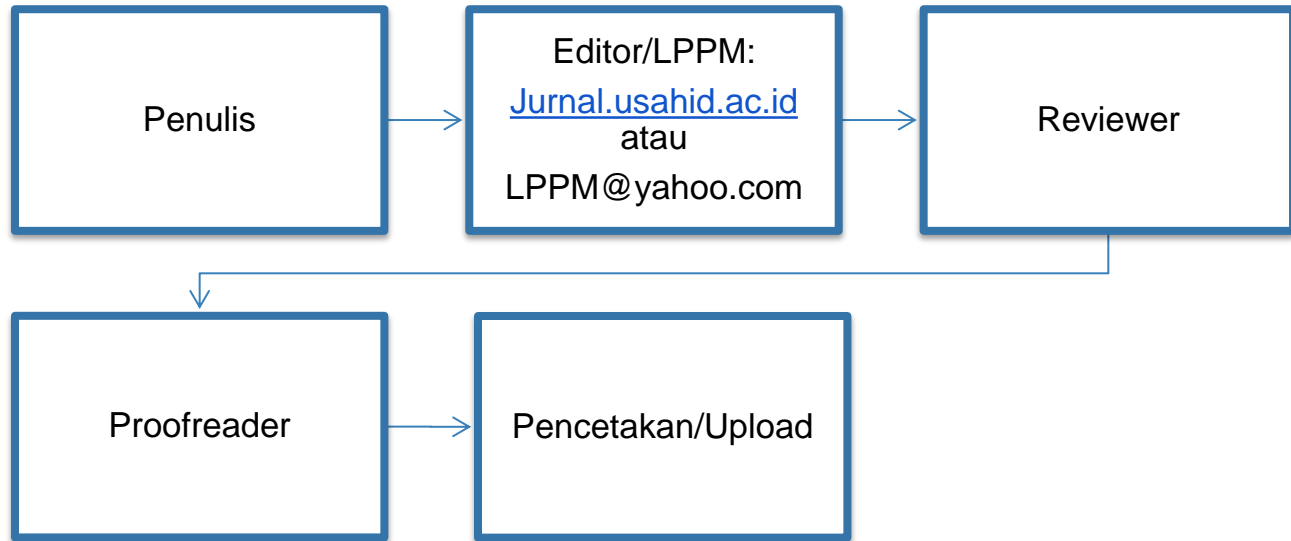 Penulis
Editor/LPPM:
Jurnal.usahid.ac.id
atau
LPPM@yahoo.com
Reviewer
Proofreader
Pencetakan/Upload